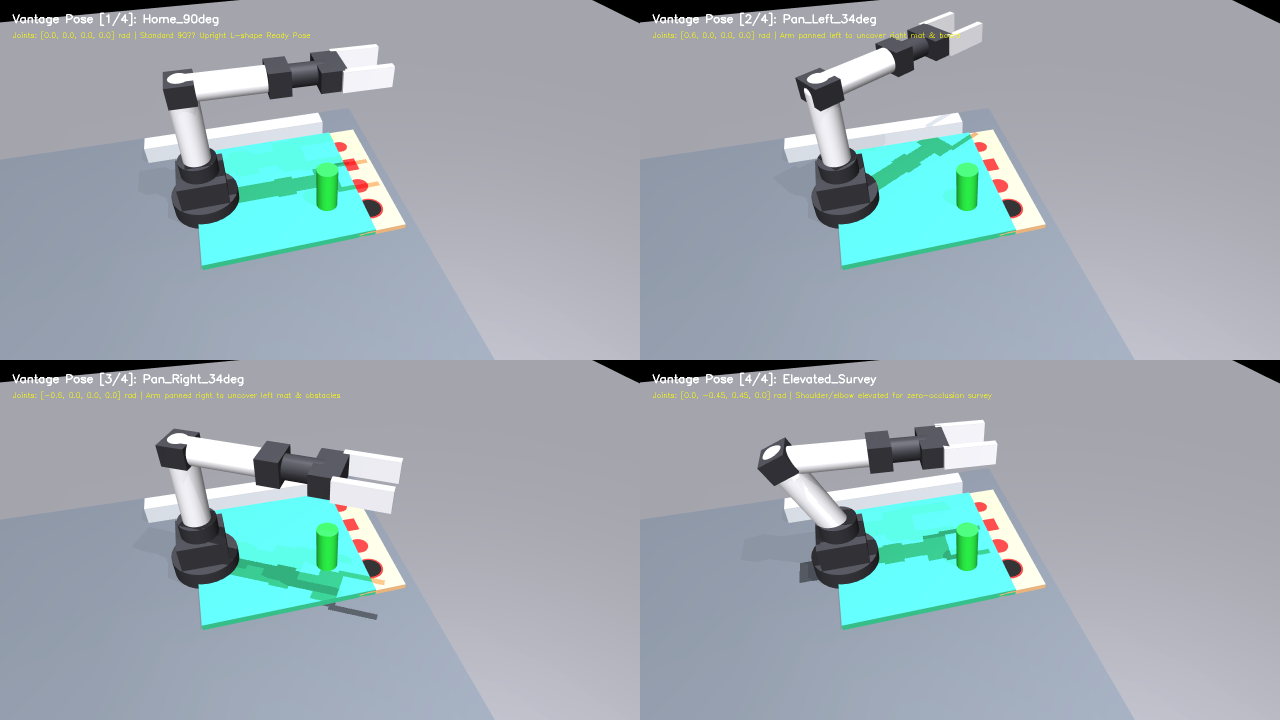 Vantage Pose [1/4]: Home_90deg
Joints: [0.0, 0.0, 0.0, 0.0] rad | Standard 90?? Upright L-shape Ready Pose
Vantage Pose [2/4]: Pan_Left_34deg
Joints: [0.6, 0.0, 0.0, 0.0] rad | Arm panned left to uncover right mat & board
Vantage Pose [3/4]: Pan_Right_34deg
Joints: [-0.6, 0.0, 0.0, 0.0] rad | Arm panned right to uncover left mat & obstacles
Vantage Pose [4/4]: Elevated_Survey
Joints: [0.0, -0.45, 0.45, 0.0] rad | Shoulder/elbow elevated for zero-occlusion survey